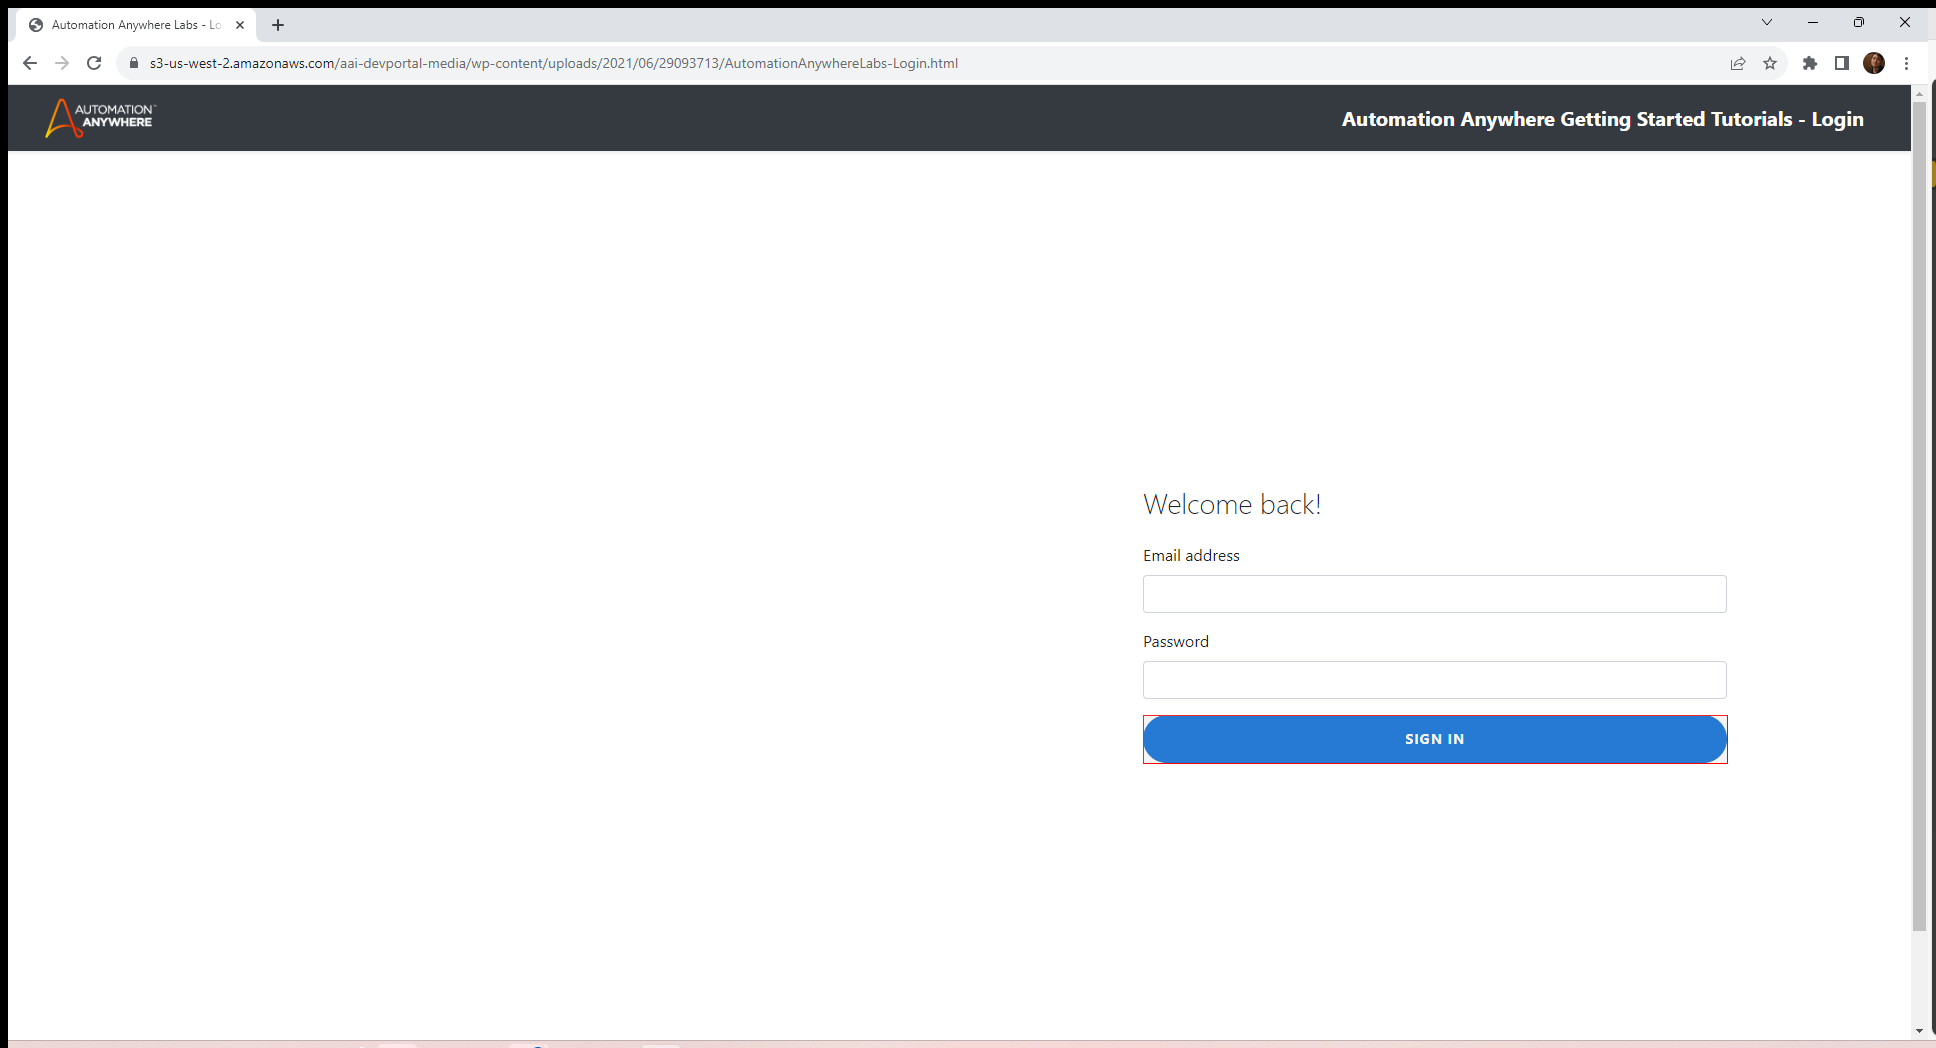 Automation Anywhere Labs - Lo
s3-us-west-2.amazonaws.com/aai-devportal-media/wp-content/uploads/2021/06/29093713/AutomationAnywhereLabs-Login.html
AUTOMATION™
ANYWHERE
Automation Anywhere Getting Started Tutorials - Login
Welcome back!
Email address
Password
SIGN IN